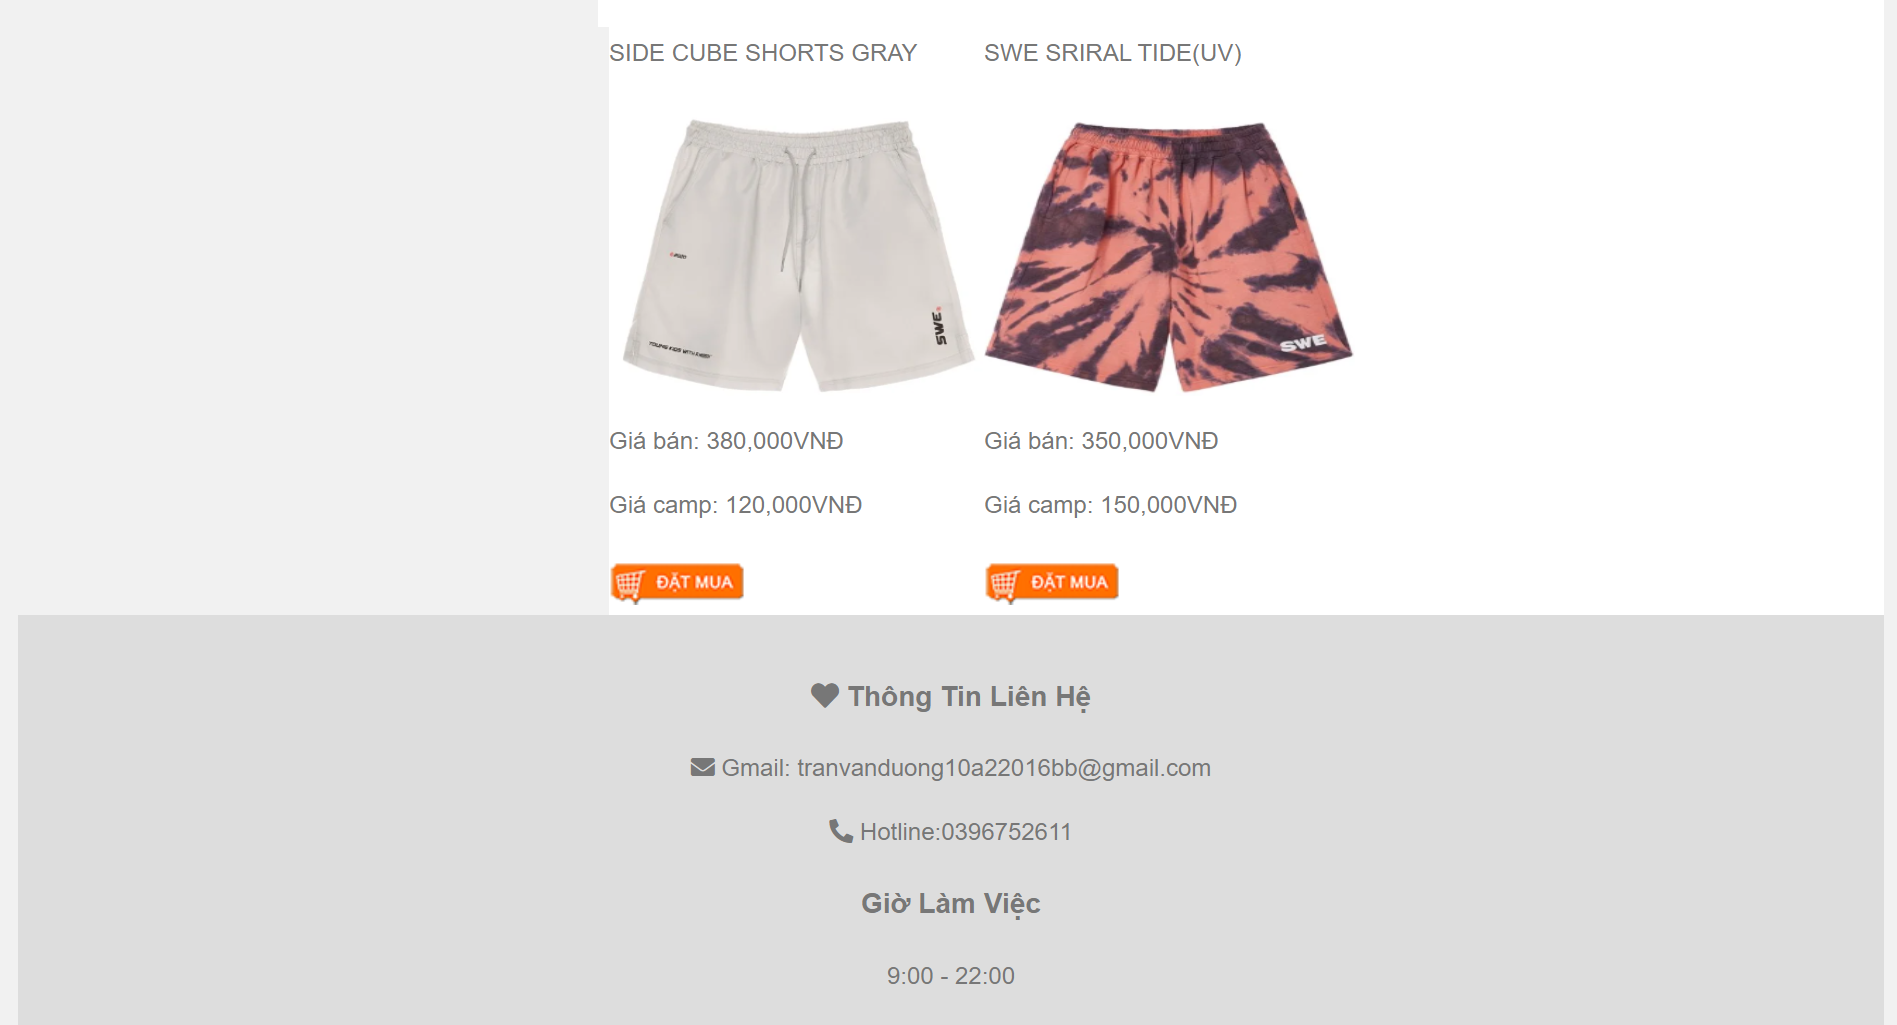 SIDE CUBE SHORTS GRAY
SWE SRIRAL TIDE(UV)
SWE
SWE
Giá bán: 380,000VNĐ
Giá bán: 350,000VNĐ
Giá camp: 120,000VNĐ
Giá camp: 150,000VNĐ
ĐẶT MUA
ĐẶT MUA
Thông Tin Liên Hệ
Gmail: tranvanduong10a22016bb@gmail.com
Hotline:0396752611
Giờ Làm Việc
9:00 - 22:00